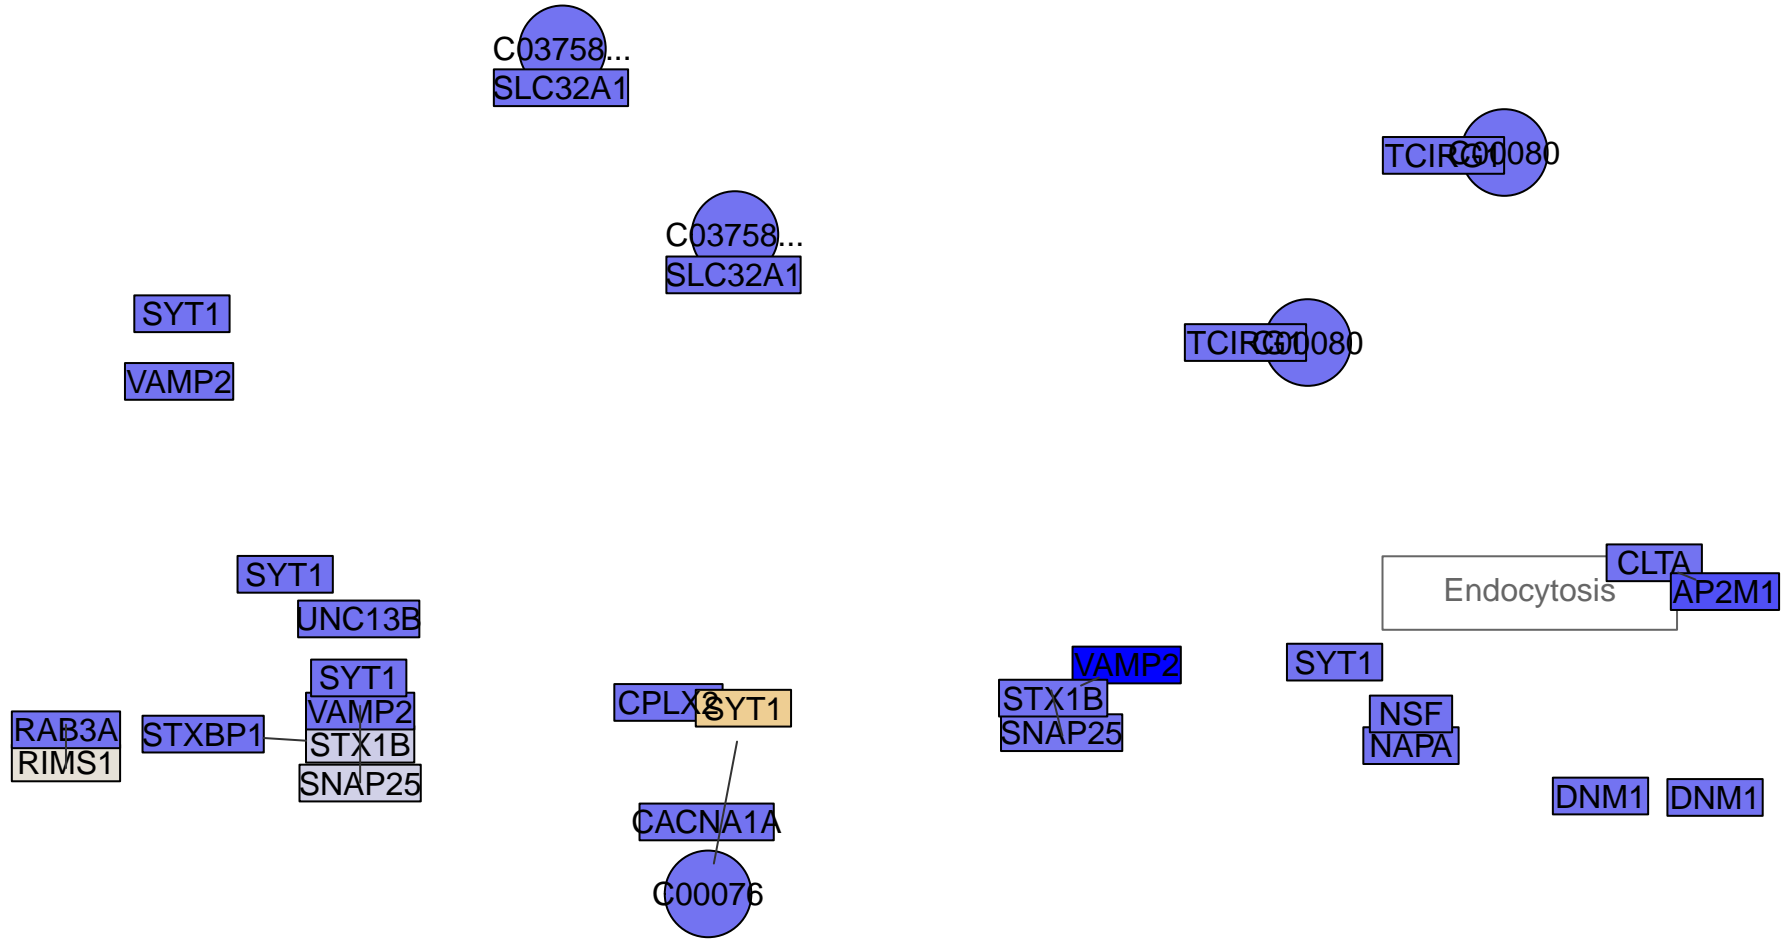 C03758...
SLC32A1
TCIRG1
C00080
C03758...
SLC32A1
SYT1
TCIRG1
C00080
VAMP2
SYT1
UNC13B
CLTA
Endocytosis
AP2M1
SYT1
VAMP2
SYT1
CPLX2
SYT1
STX1B
VAMP2
RAB3A
STXBP1
STX1B
SNAP25
NSF
NAPA
RIMS1
SNAP25
DNM1
DNM1
CACNA1A
C00076